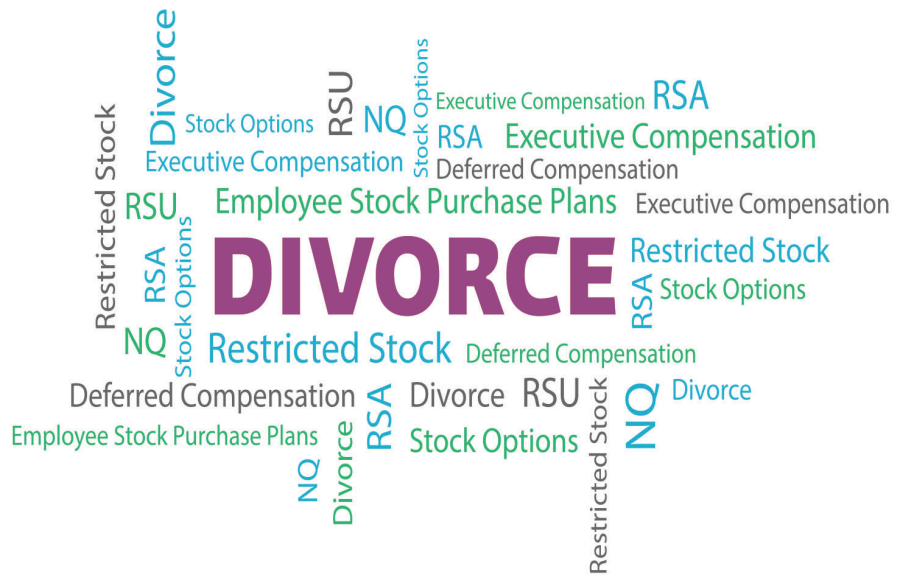 Divorce
Stock Options
RSU
NQ
Stock Options
Executive Compensation
RSA
RSA
Executive Compensation
Executive Compensation
Deferred Compensation
Restricted Stock
RSU
Employee Stock Purchase Plans
Executive Compensation
RSA
Stock Options
DIVORCE
Restricted Stock
RSA
Stock Options
NQ
Restricted Stock
Deferred Compensation
Deferred Compensation
RSA
Divorce
RSU
Restricted Stock
NQ
Divorce
Employee Stock Purchase Plans
NQ
Divorce
Stock Options